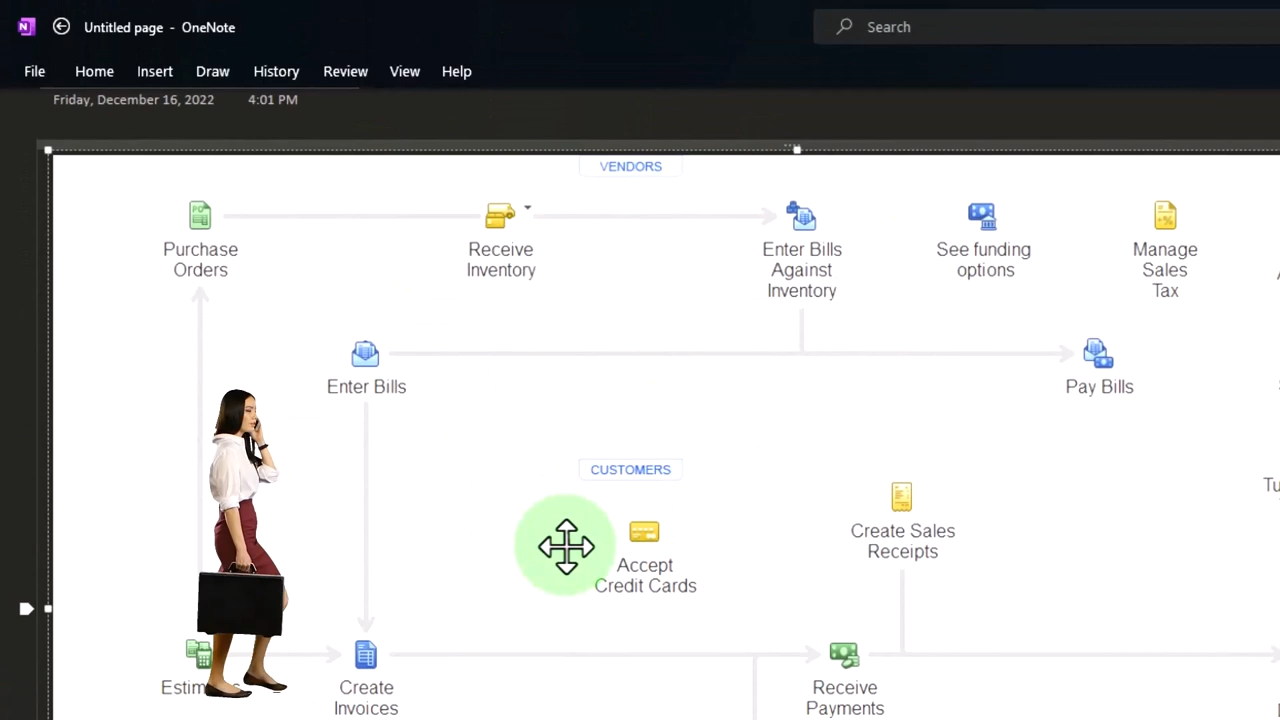 Untitled page - OneNote
Search
File Home Insert Draw History Review View Help
Friday, December 16, 2022 4:01 PM
VENDORS
Purchase
Orders
Receive
Inventory
Enter Bills
Against
Inventory
See funding
options
Manage
Sales
Tax
Enter Bills
Pay Bills
CUSTOMERS
Accept
Credit Cards
Create Sales
Receipts
Create
Invoices
Receive
Payments